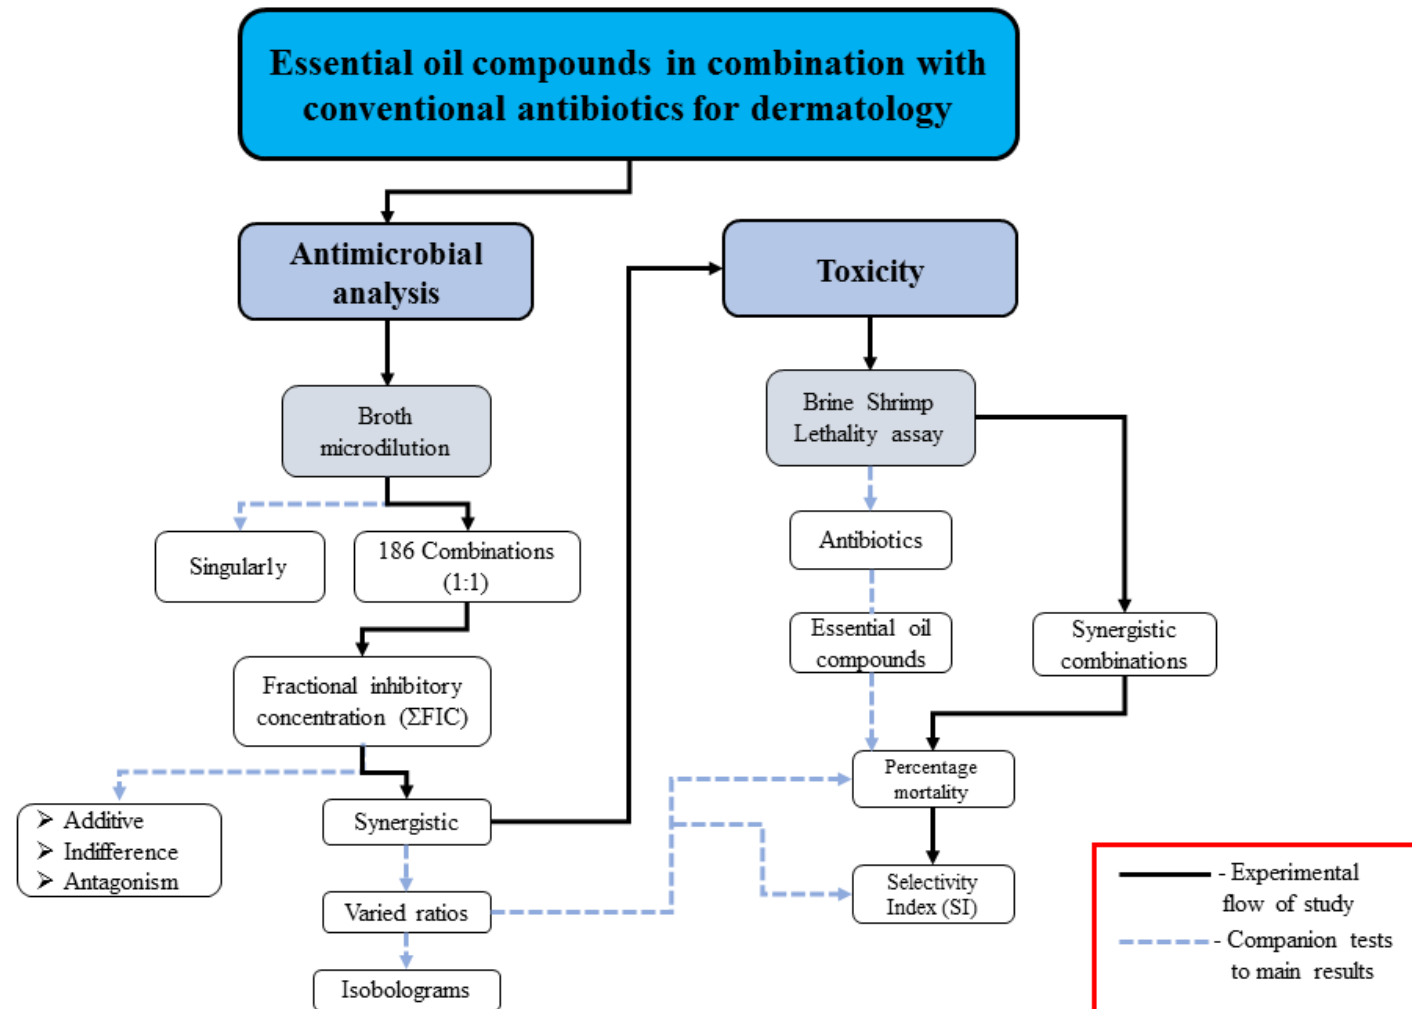 Essential oil compounds in combination with
conventional antibiotics for dermatology
Antimicrobial
analysis
Toxicity
Broth
microdilution
Brine Shrimp
Lethality assay
Singularly
186 Combinations
(1:1)
Antibiotics
Essential oil
compounds
Synergistic
combinations
Fractional inhibitory
concentration (ΣFIC)
Percentage
mortality
➢ Additive
➢ Indifference
➢ Antagonism
Synergistic
Varied ratios
Selectivity
Index (SI)
Isobolograms
- Experimental
flow of study
- Companion tests
to main results